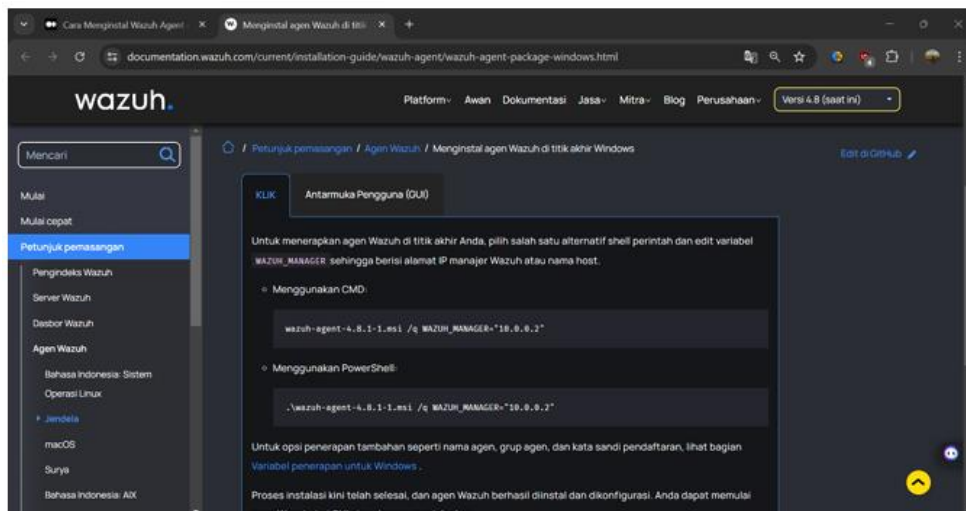 Cara Menginstal Wazuh Agent
Menginstal agen Wazuh di titi
documentation.wazuh.com/current/installation-guide/wazuh-agent/wazuh-agent-package-windows.html
wazuh.
Platform
Awan
Dokumentasi
Jasa
Mitra
Blog
Perusahaan
Versi 4.8 (saat ini)
Mencari
/ Petunjuk pemasangan / Agen Wazuh / Menginstal agen Wazuh di titik akhir Windows
Edit di GitHub
Mulai
Mulai cepat
Petunjuk pemasangan
Pengindeks Wazuh
Server Wazuh
Dasbor Wazuh
Agen Wazuh
Bahasa Indonesia: Sistem
Operasi Linux
Jendela
macOS
Surya
Bahasa Indonesia: AIX
KLIK
Antarmuka Pengguna (GUI)
Untuk menerapkan agen Wazuh di titik akhir Anda, pilih salah satu alternatif shell perintah dan edit variabel
WAZUH_MANAGER sehingga berisi alamat IP manajer Wazuh atau nama host.
Menggunakan CMD:
wazuh-agent-4.8.1-1.msi /q WAZUH_MANAGER="10.0.0.2"
Menggunakan PowerShell:
.\wazuh-agent-4.8.1-1.msi /q WAZUH_MANAGER="10.0.0.2"
Untuk opsi penerapan tambahan seperti nama agen, grup agen, dan kata sandi pendaftaran, lihat bagian
Variabel penerapan untuk Windows .
Proses instalasi kini telah selesai, dan agen Wazuh berhasil diinstal dan dikonfigurasi. Anda dapat memulai